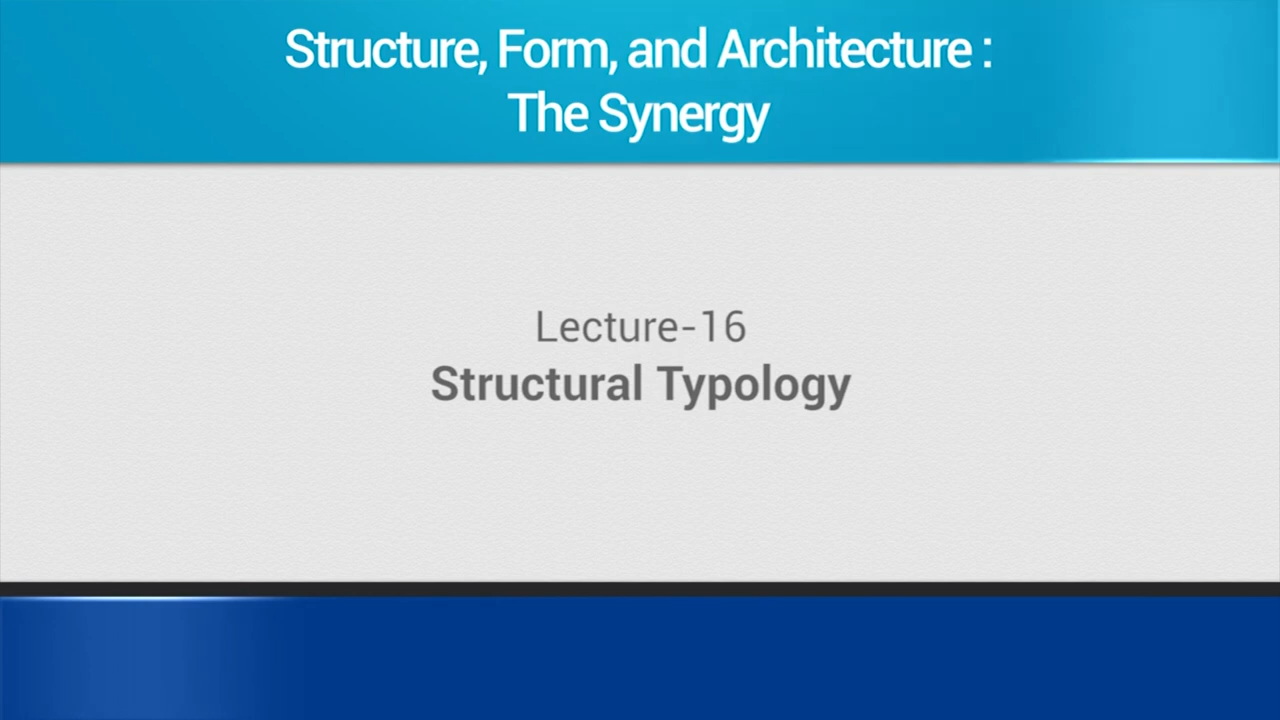 Structure, Form, and Architecture :
The Synergy
Lecture-16
Structural Typology